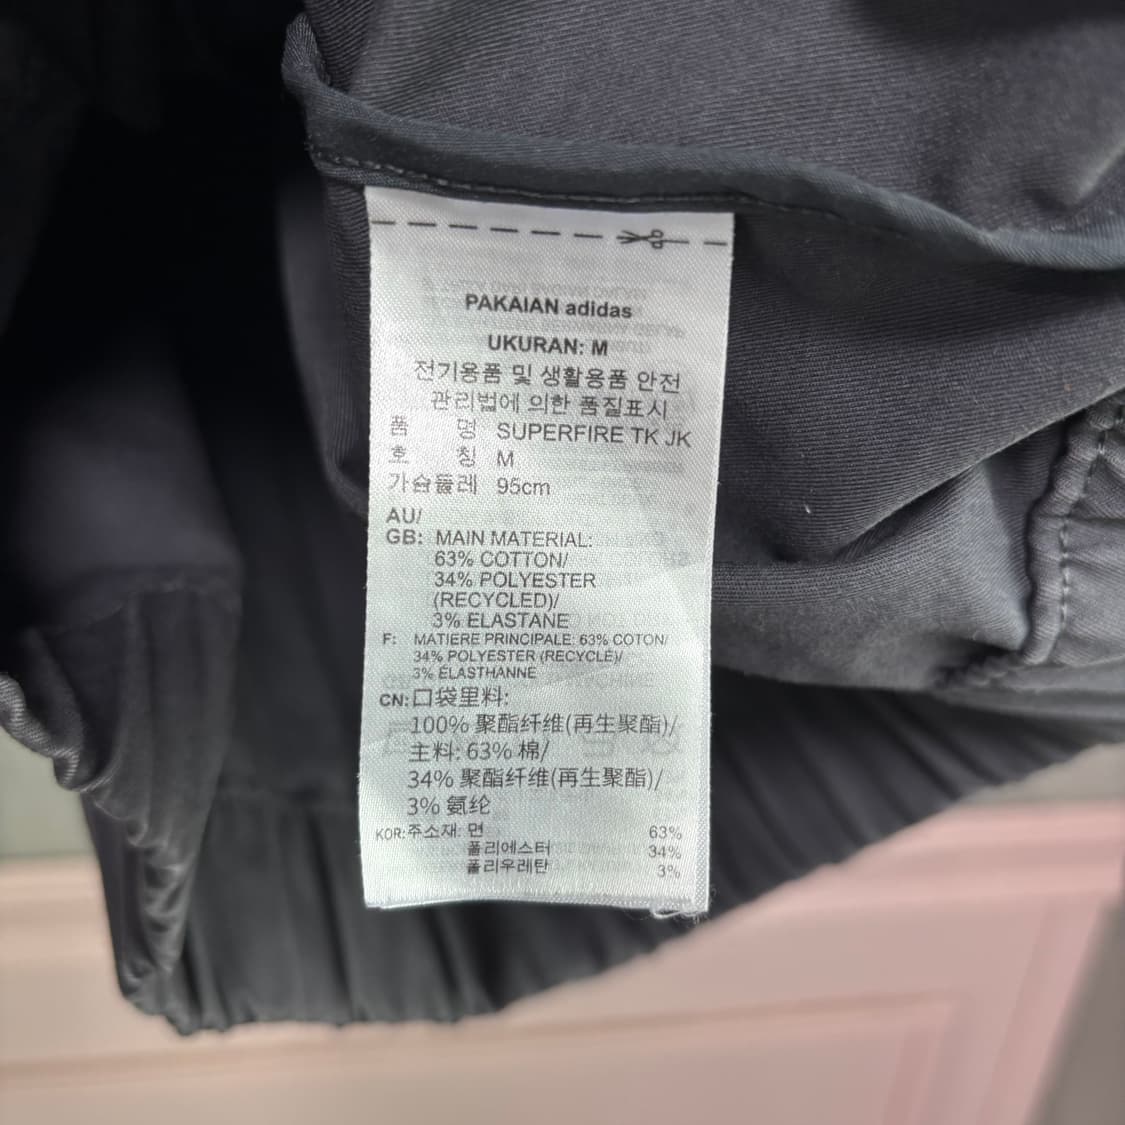 PAKAIAN adidas
UKURAN: M
전기용품 및 생활용품 안전
관리법에 의한 품질표시
품 명 SUPERFIRE TK JK
호 칭 M
가슴둘레 95cm
AU/
GB: MAIN MATERIAL:
63% COTTON/
34% POLYESTER
(RECYCLED)/
3% ELASTANE
F: MATIERE PRINCIPALE: 63% COTON/
34% POLYESTER (RECYCLÉ)/
3% ÉLASTHANNE
CN: 口袋里料:
100% 聚酯纤维(再生聚酯)/
主料: 63% 棉/
34% 聚酯纤维(再生聚酯)/
3% 氨纶
KOR: 주소재: 면 63%
폴리에스터 34%
폴리우레탄 3%